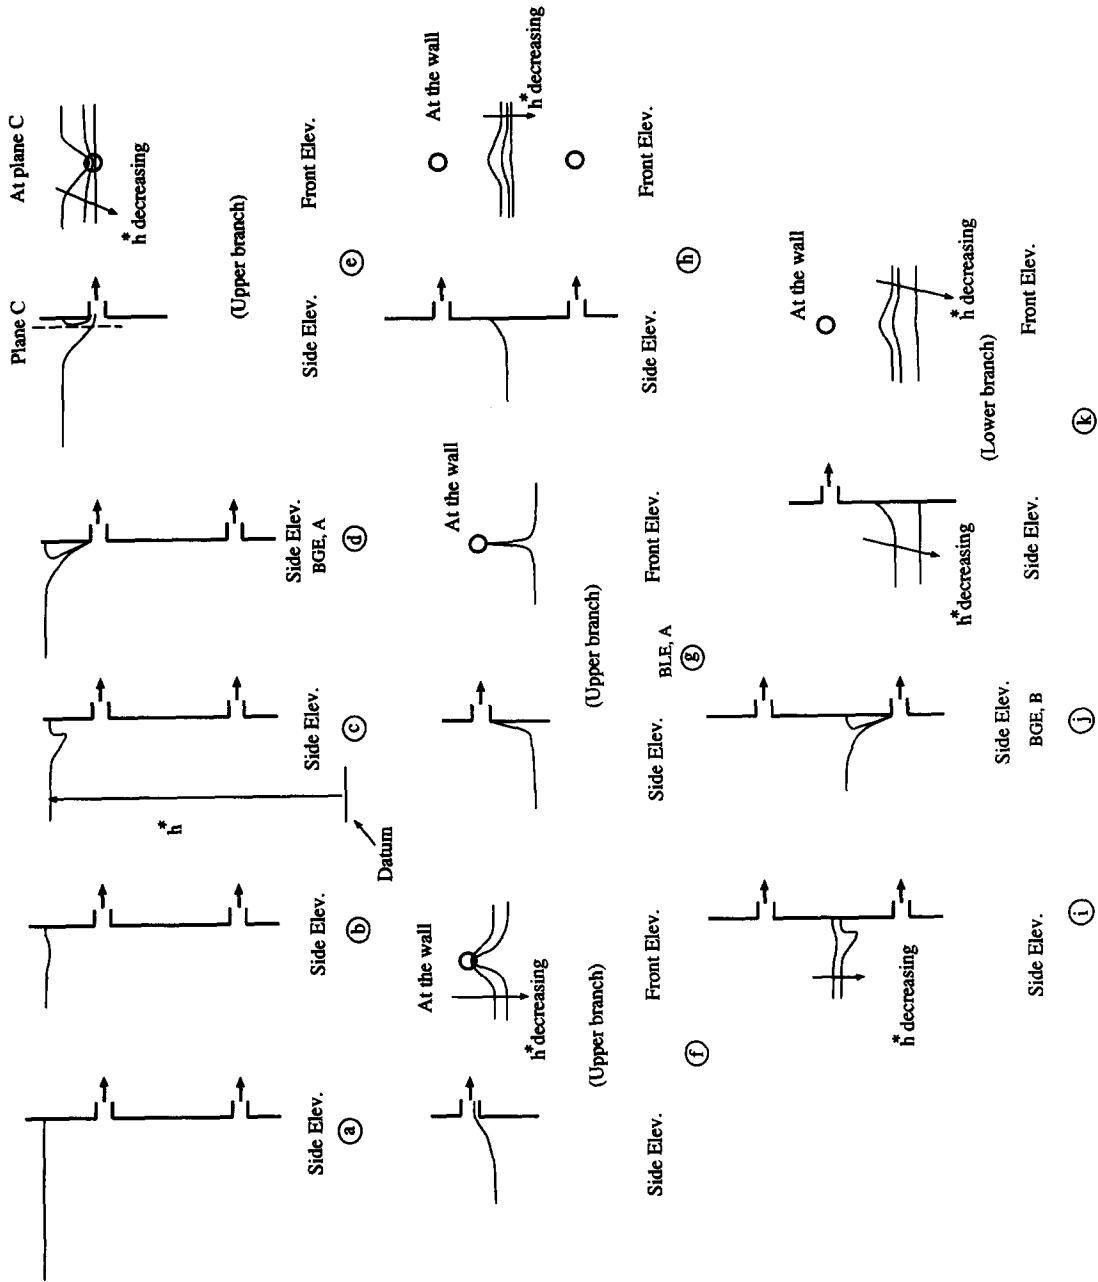 Side Elev.
(a)
Side Elev.
(b)
h*
Datum
Side Elev.
(c)
Side Elev.
BGE, A
(d)
Plane C
At plane C
h* decreasing
(Upper branch)
Side Elev.
Front Elev.
(e)
At the wall
h* decreasing
(Upper branch)
Side Elev.
Front Elev.
(f)
At the wall
(Upper branch)
Side Elev.
BLE, A
Front Elev.
(g)
At the wall
h* decreasing
Side Elev.
Front Elev.
(h)
h* decreasing
Side Elev.
(i)
Side Elev.
BGE, B
(j)
At the wall
h* decreasing
h* decreasing
(Lower branch)
Side Elev.
Front Elev.
(k)